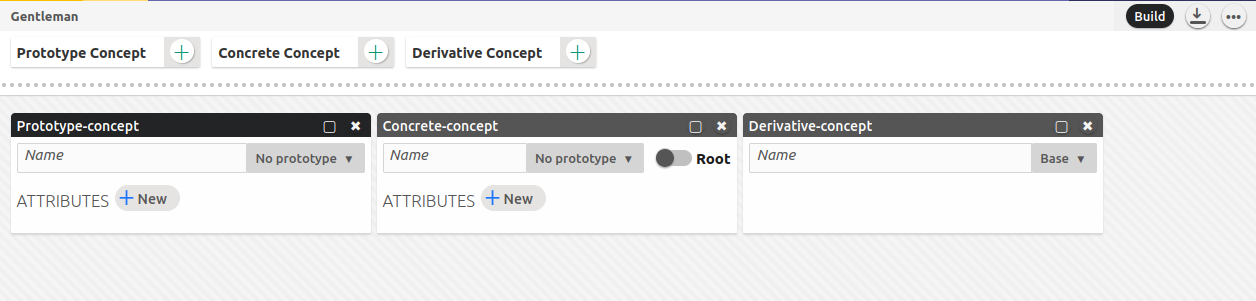 Gentleman
Build
Prototype Concept
Concrete Concept
Derivative Concept
Prototype-concept
Name
No prototype
ATTRIBUTES
New
Concrete-concept
Name
No prototype
Root
ATTRIBUTES
New
Derivative-concept
Name
Base